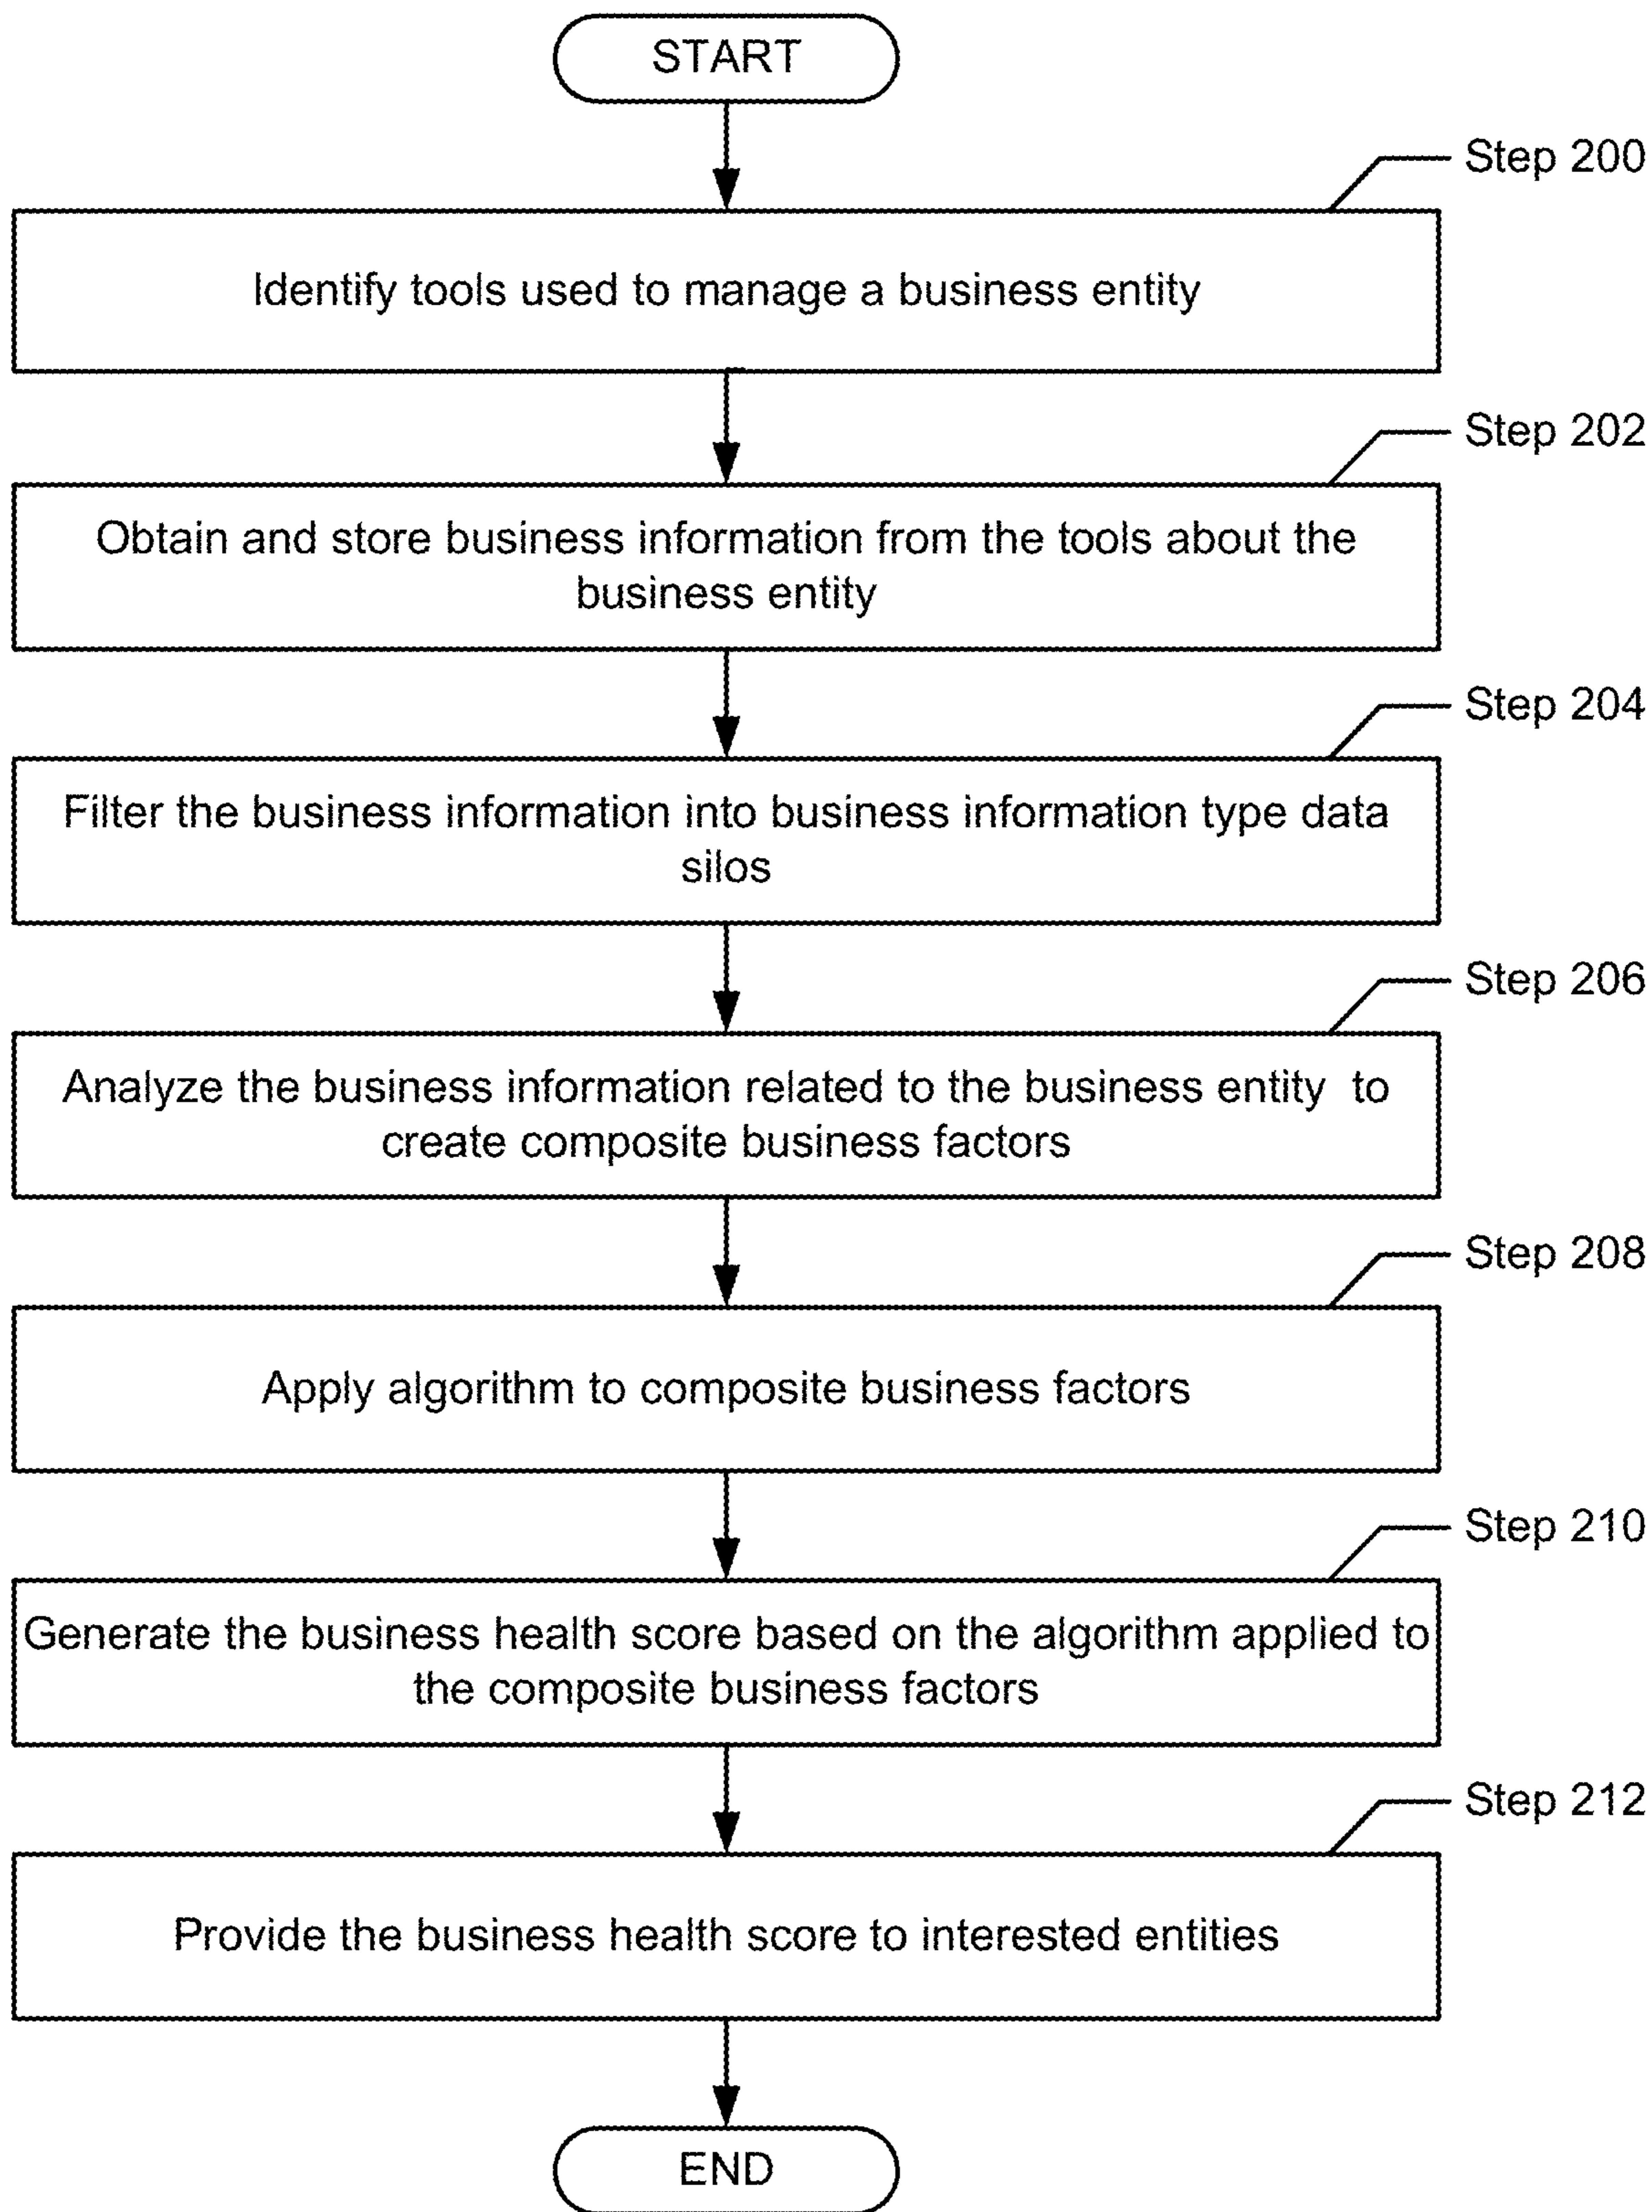 START
Step 200
Identify tools used to manage a business entity
Step 202
Obtain and store business information from the tools about the
business entity
Step 204
Filter the business information into business information type data
silos
Step 206
Analyze the business information related to the business entity  to
create composite business factors
Step 208
Apply algorithm to composite business factors
Step 210
Generate the business health score based on the algorithm applied to
the composite business factors
Step 212
Provide the business health score to interested entities
END